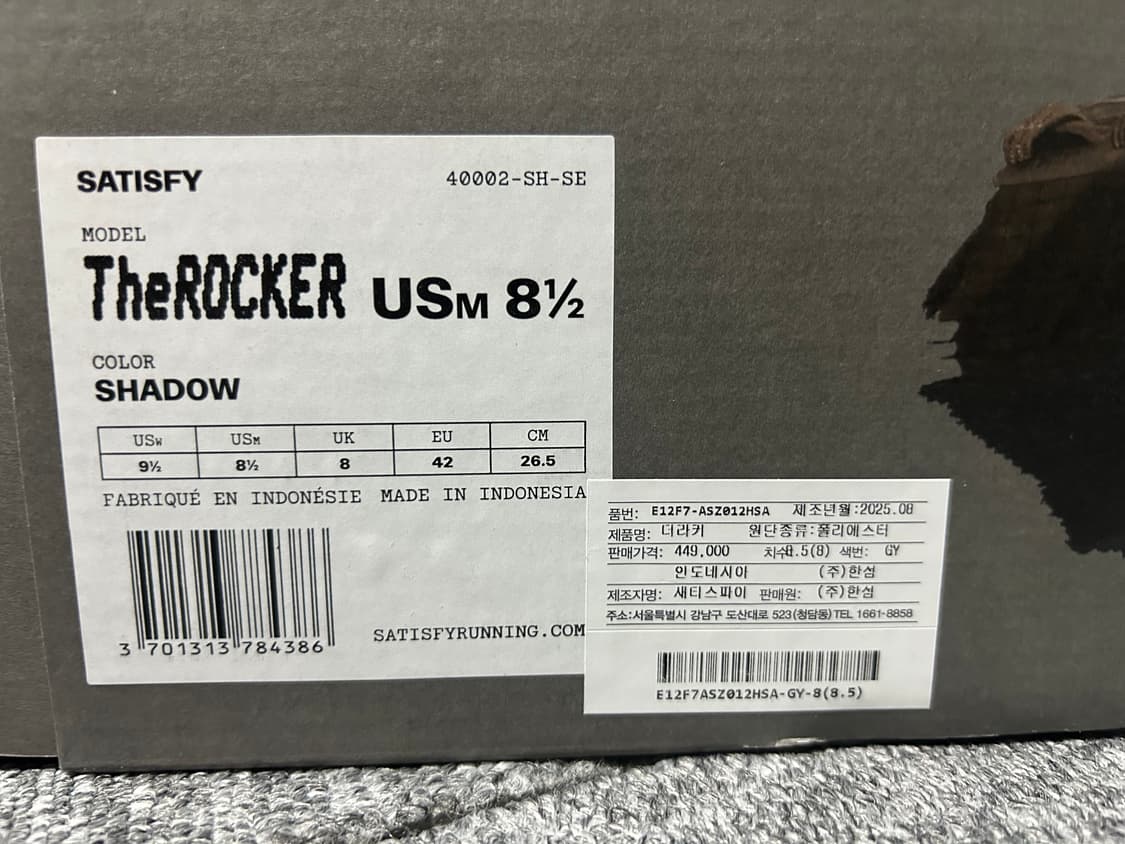 SATISFY 40002-SH-SE
MODEL
TheROCKER USM 8½
COLOR
SHADOW
USW USM UK EU CM
9½ 8½ 8 42 26.5
FABRIQUÉ EN INDONÉSIE MADE IN INDONESIA
3 701313 784386
SATISFYRUNNING.COM
품번: E12F7-ASZ012HSA 제조년월:2025.08
제품명: 더라키 원단종류:폴리에스터
판매가격: 449,000 치수8.5(8) 색번: GY
인도네시아 (주)한섬
제조자명: 새티스파이 판매원: (주)한섬
주소:서울특별시 강남구 도산대로 523(청담동) TEL 1661-8858
E12F7ASZ012HSA-GY-8(8.5)